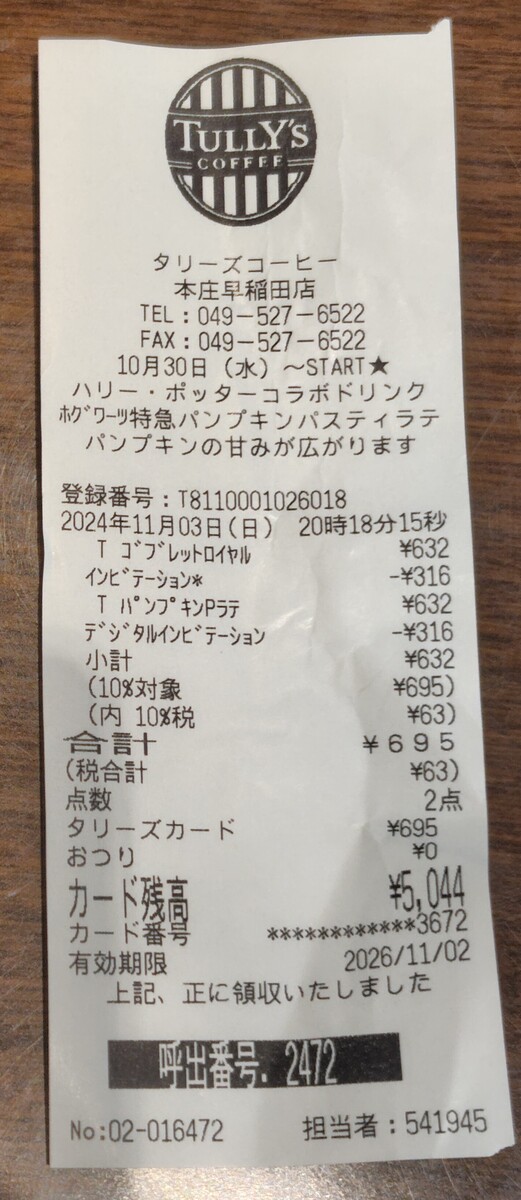 TULLY'S
COFFEE
タリーズコーヒー
本庄早稲田店
TEL：049－527－6522
FAX：049－527－6522
10月30日（水）～START★
ハリー・ポッターコラボドリンク
ﾎｸﾞﾜｰﾂ特急パンプキンパスティラテ
パンプキンの甘みが広がります
登録番号：T8110001026018
2024年11月03日(日) 20時18分15秒
T ｺﾞﾌﾞﾚｯﾄﾛｲﾔﾙ ¥632
ｲﾝﾋﾞﾃｰｼｮﾝ* -¥316
T ﾊﾟﾝﾌﾟｷﾝPﾗﾃ ¥632
ﾃﾞｼﾞﾀﾙｲﾝﾋﾞﾃｰｼｮﾝ -¥316
小計 ¥632
(10%対象 ¥695)
(内 10%税 ¥63)
合計 ¥695
(税合計 ¥63)
点数 2点
タリーズカード ¥695
おつり ¥0
カード残高 ¥5,044
カード番号 ************3672
有効期限 2026/11/02
上記、正に領収いたしました
呼出番号. 2472
No:02-016472 担当者：541945